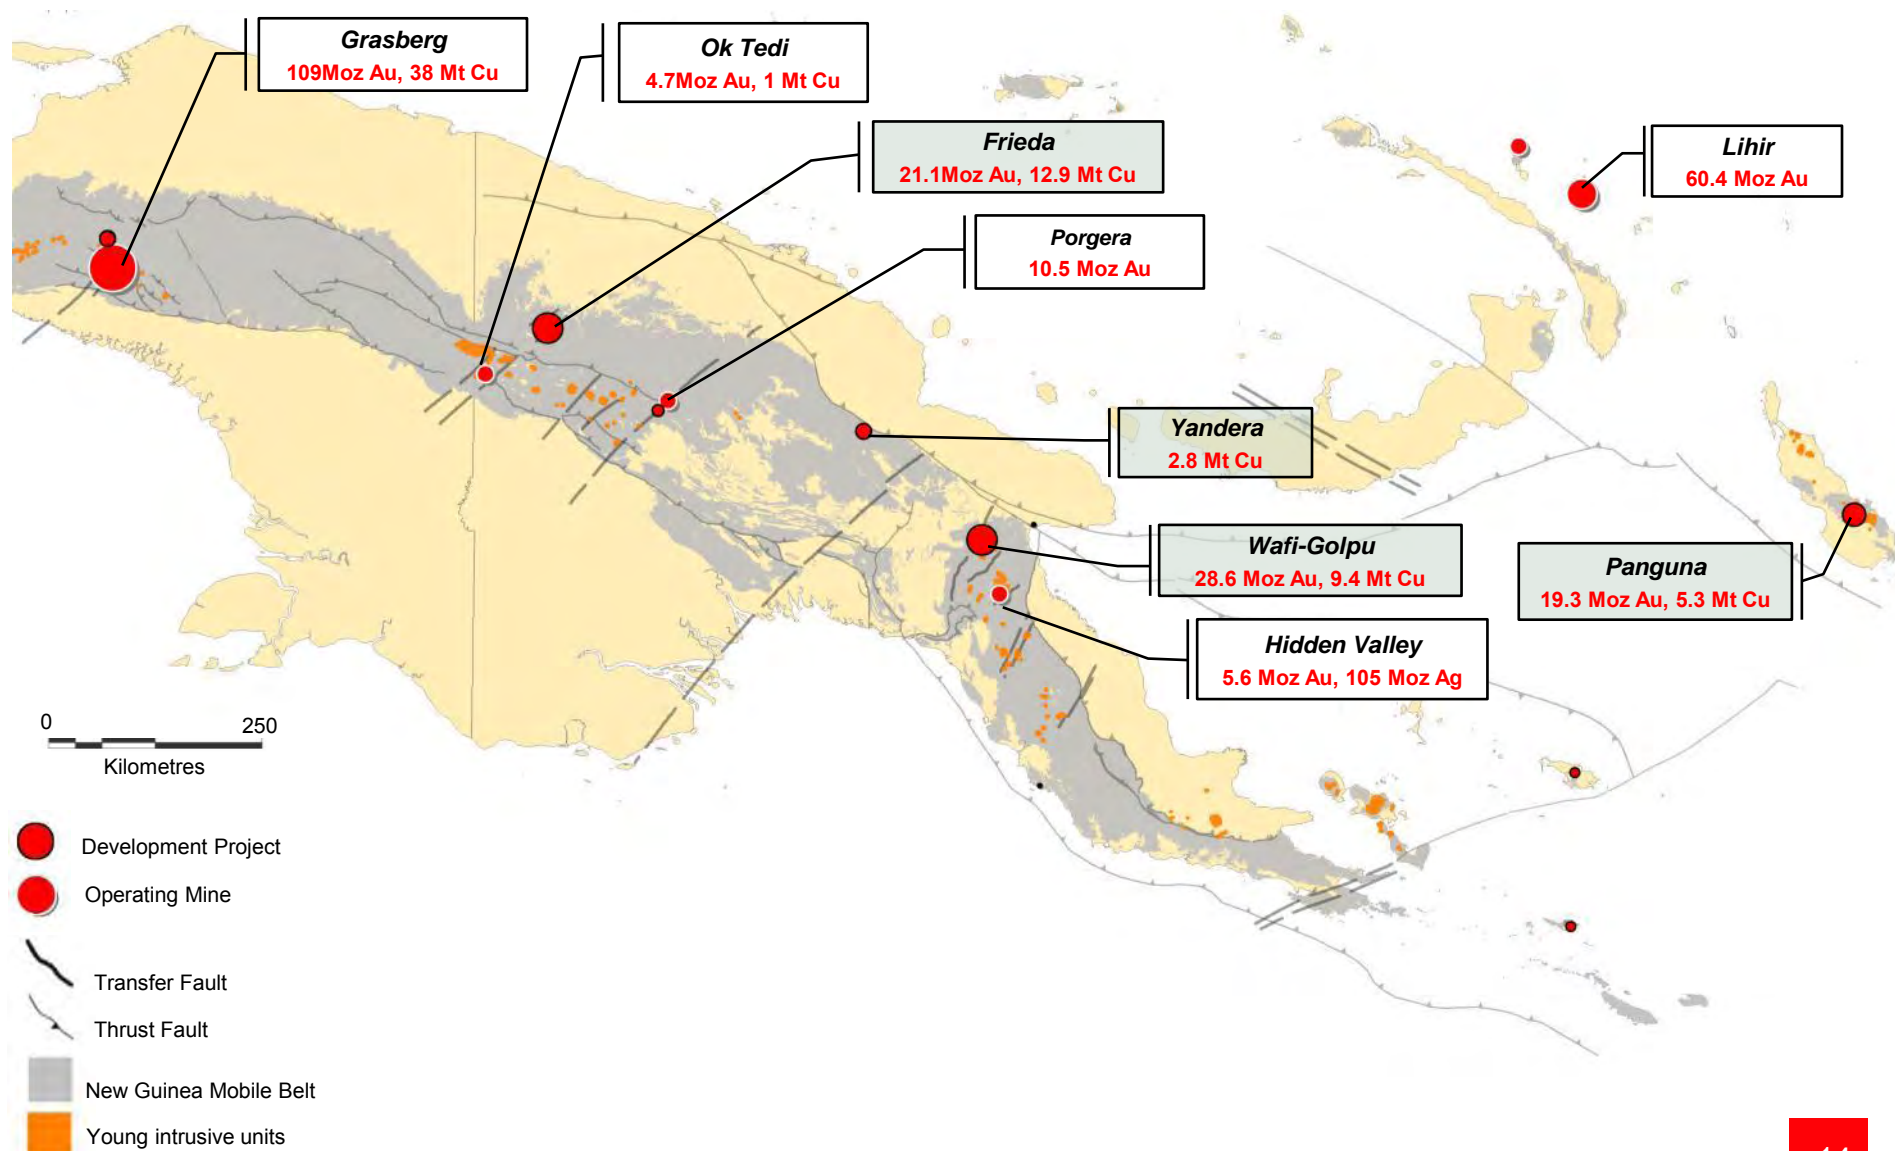 Grasberg
109Moz Au, 38 Mt Cu
Ok Tedi
4.7Moz Au, 1 Mt Cu
Frieda
21.1Moz Au, 12.9 Mt Cu
Lihir
60.4 Moz Au
Porgera
10.5 Moz Au
Yandera
2.8 Mt Cu
Wafi-Golpu
28.6 Moz Au, 9.4 Mt Cu
Panguna
19.3 Moz Au, 5.3 Mt Cu
Hidden Valley
5.6 Moz Au, 105 Moz Ag
0 250
Kilometres
Development Project
Operating Mine
Transfer Fault
Thrust Fault
New Guinea Mobile Belt
Young intrusive units